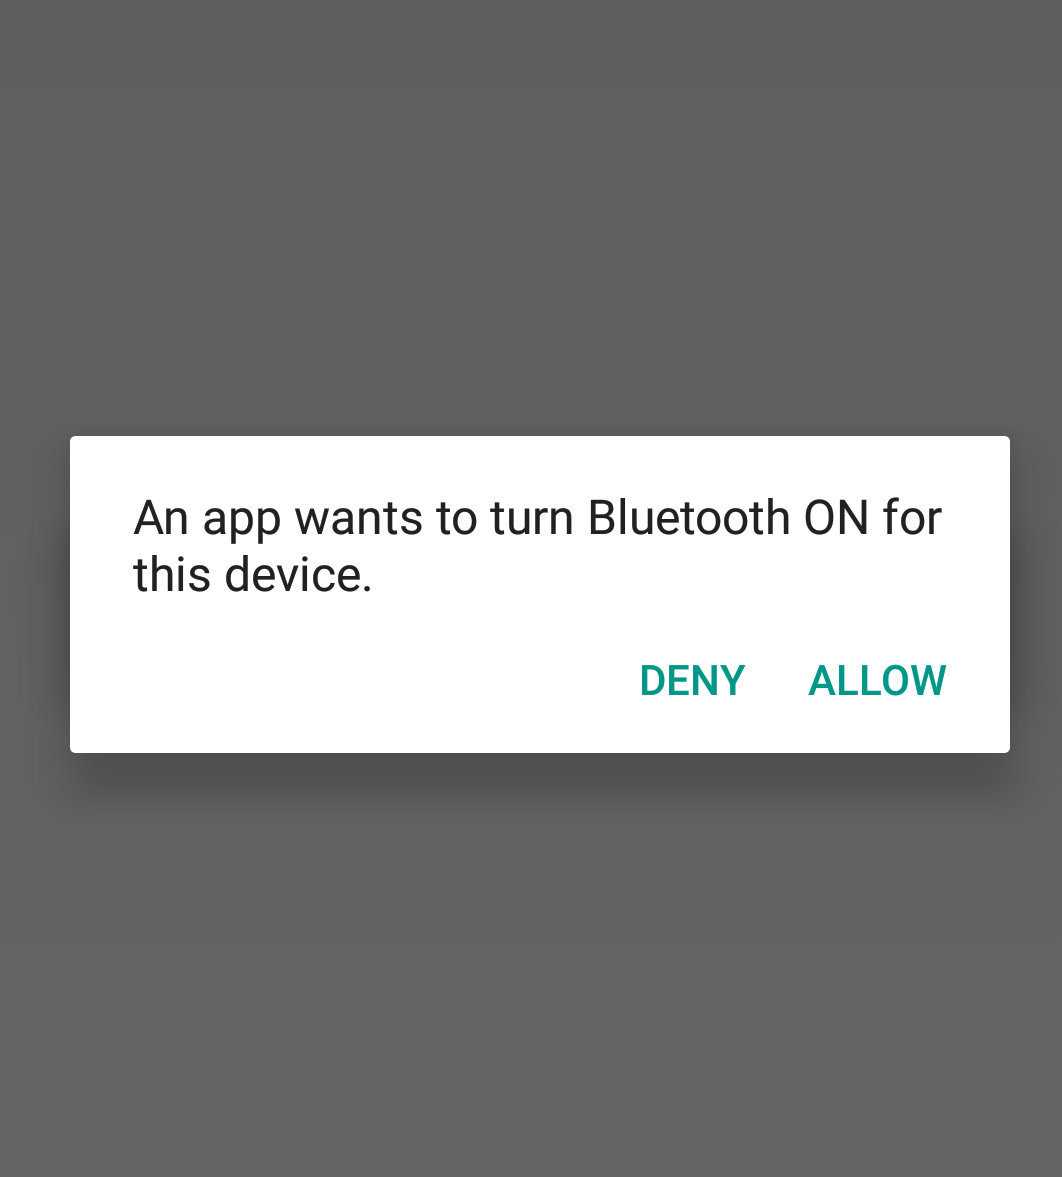 An app wants to turn Bluetooth ON for
this device.
DENY ALLOW